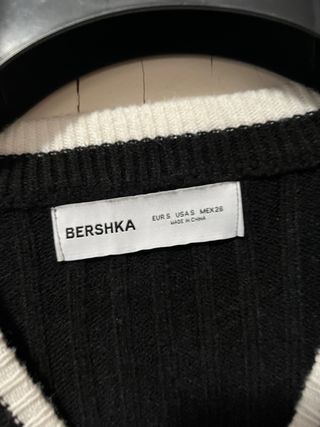 BERSHKA
EUR S USA S MEX 26
MADE IN CHINA